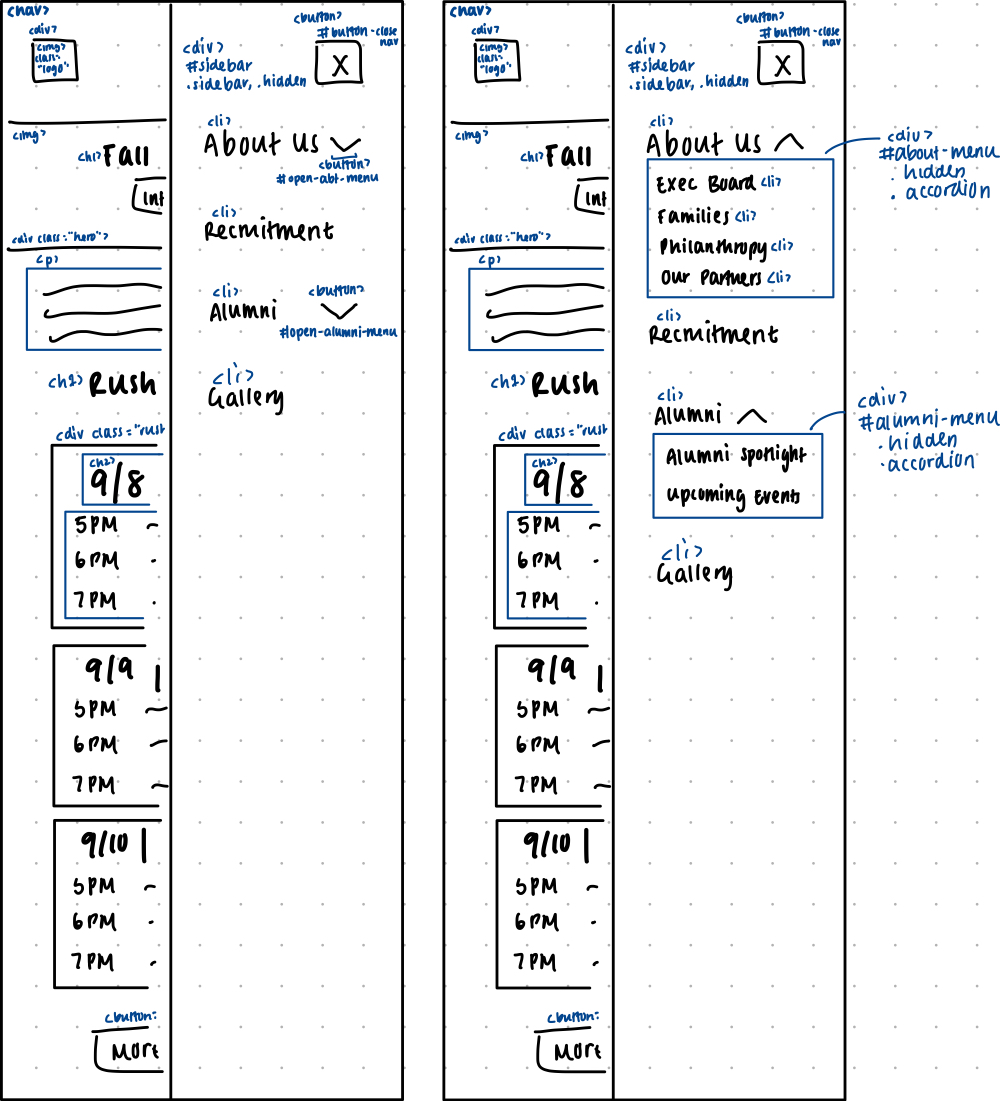 <nav>
<div>
<img>
class=
"logo"
<div>
#sidebar
.sidebar, .hidden
<button>
#button-close
nav
X
<img>
<h1> Fall
Int
<div class="hero">
<p>
<h2> Rush
<div class="rush
<h2>
9/8
5PM
6PM
7PM
9/9
5PM
6PM
7PM
9/10
5PM
6PM
7PM
<button>
More
<li>
About Us
<button>
#open-abt-menu
<li>
Recruitment
<li>
Alumni
<button>
#open-alumni-menu
<li>
Gallery
<nav>
<div>
<img>
class=
"logo"
<div>
#sidebar
.sidebar, .hidden
<button>
#button-close
nav
X
<img>
<h1> Fall
Int
<div class="hero">
<p>
<h2> Rush
<div class="rush
<h2>
9/8
5PM
6PM
7PM
9/9
5PM
6PM
7PM
9/10
5PM
6PM
7PM
<button>
More
<li>
About Us
Exec Board <li>
Families <li>
Philanthropy <li>
Our Partners <li>
<li>
Recruitment
<li>
Alumni
Alumni spotlight
Upcoming Events
<li>
Gallery
<div>
#about-menu
.hidden
.accordion
<div>
#alumni-menu
.hidden
.accordion